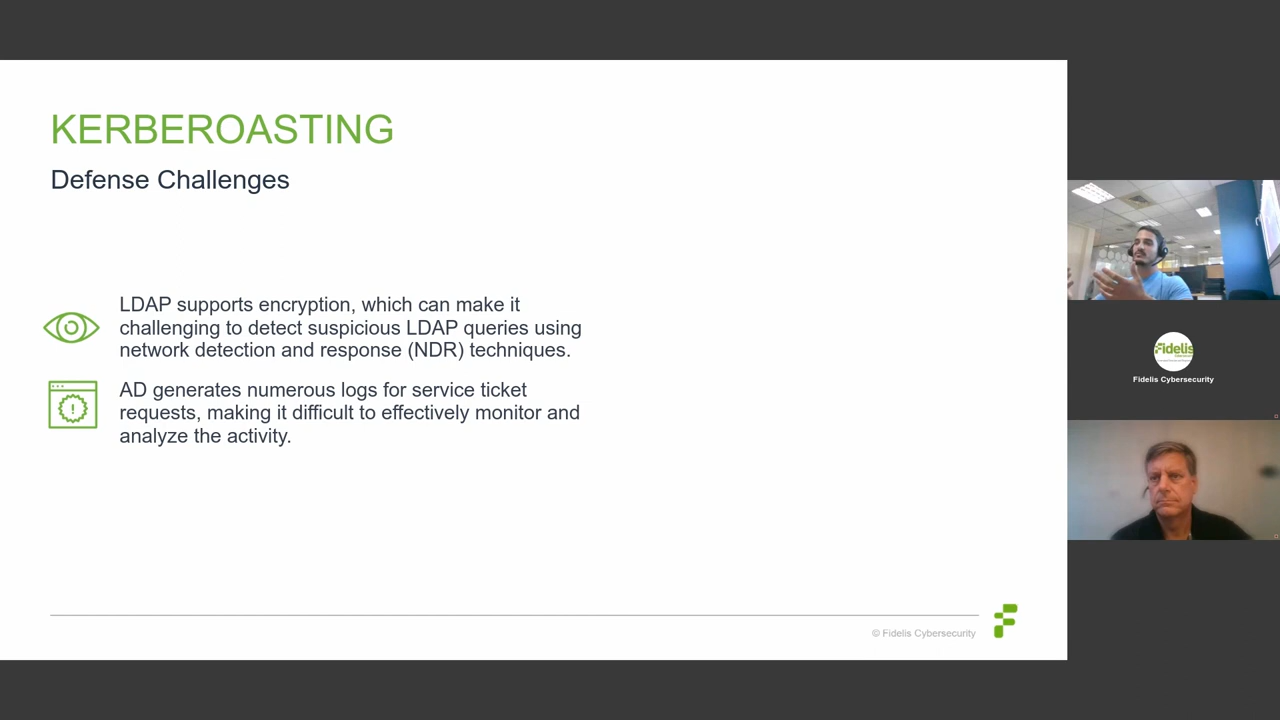 KERBEROASTING
Defense Challenges
LDAP supports encryption, which can make it
challenging to detect suspicious LDAP queries using
network detection and response (NDR) techniques.
AD generates numerous logs for service ticket
requests, making it difficult to effectively monitor and
analyze the activity.
© Fidelis Cybersecurity
Fidelis
Fidelis Cybersecurity